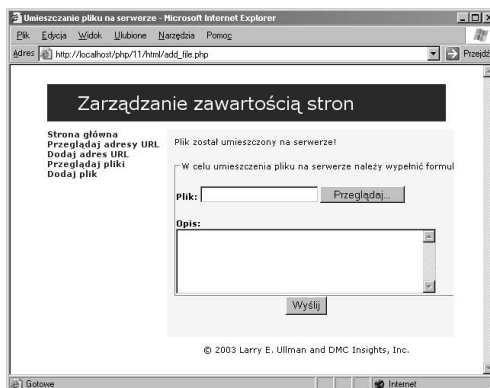 Umieszczanie pliku na serwerze - Microsoft Internet Explorer
Plik Edycja Widok Ulubione Narzędzia Pomoc
Adres http://localhost/php/11/html/add_file.php Przejdź
Zarządzanie zawartością stron
Strona główna
Przeglądaj adresy URL
Dodaj adres URL
Przeglądaj pliki
Dodaj plik
Plik został umieszczony na serwerze!
W celu umieszczenia pliku na serwerze należy wypełnić formul
Plik: Przeglądaj...
Opis:
Wyślij
© 2003 Larry E. Ullman and DMC Insights, Inc.
Gotowe Internet